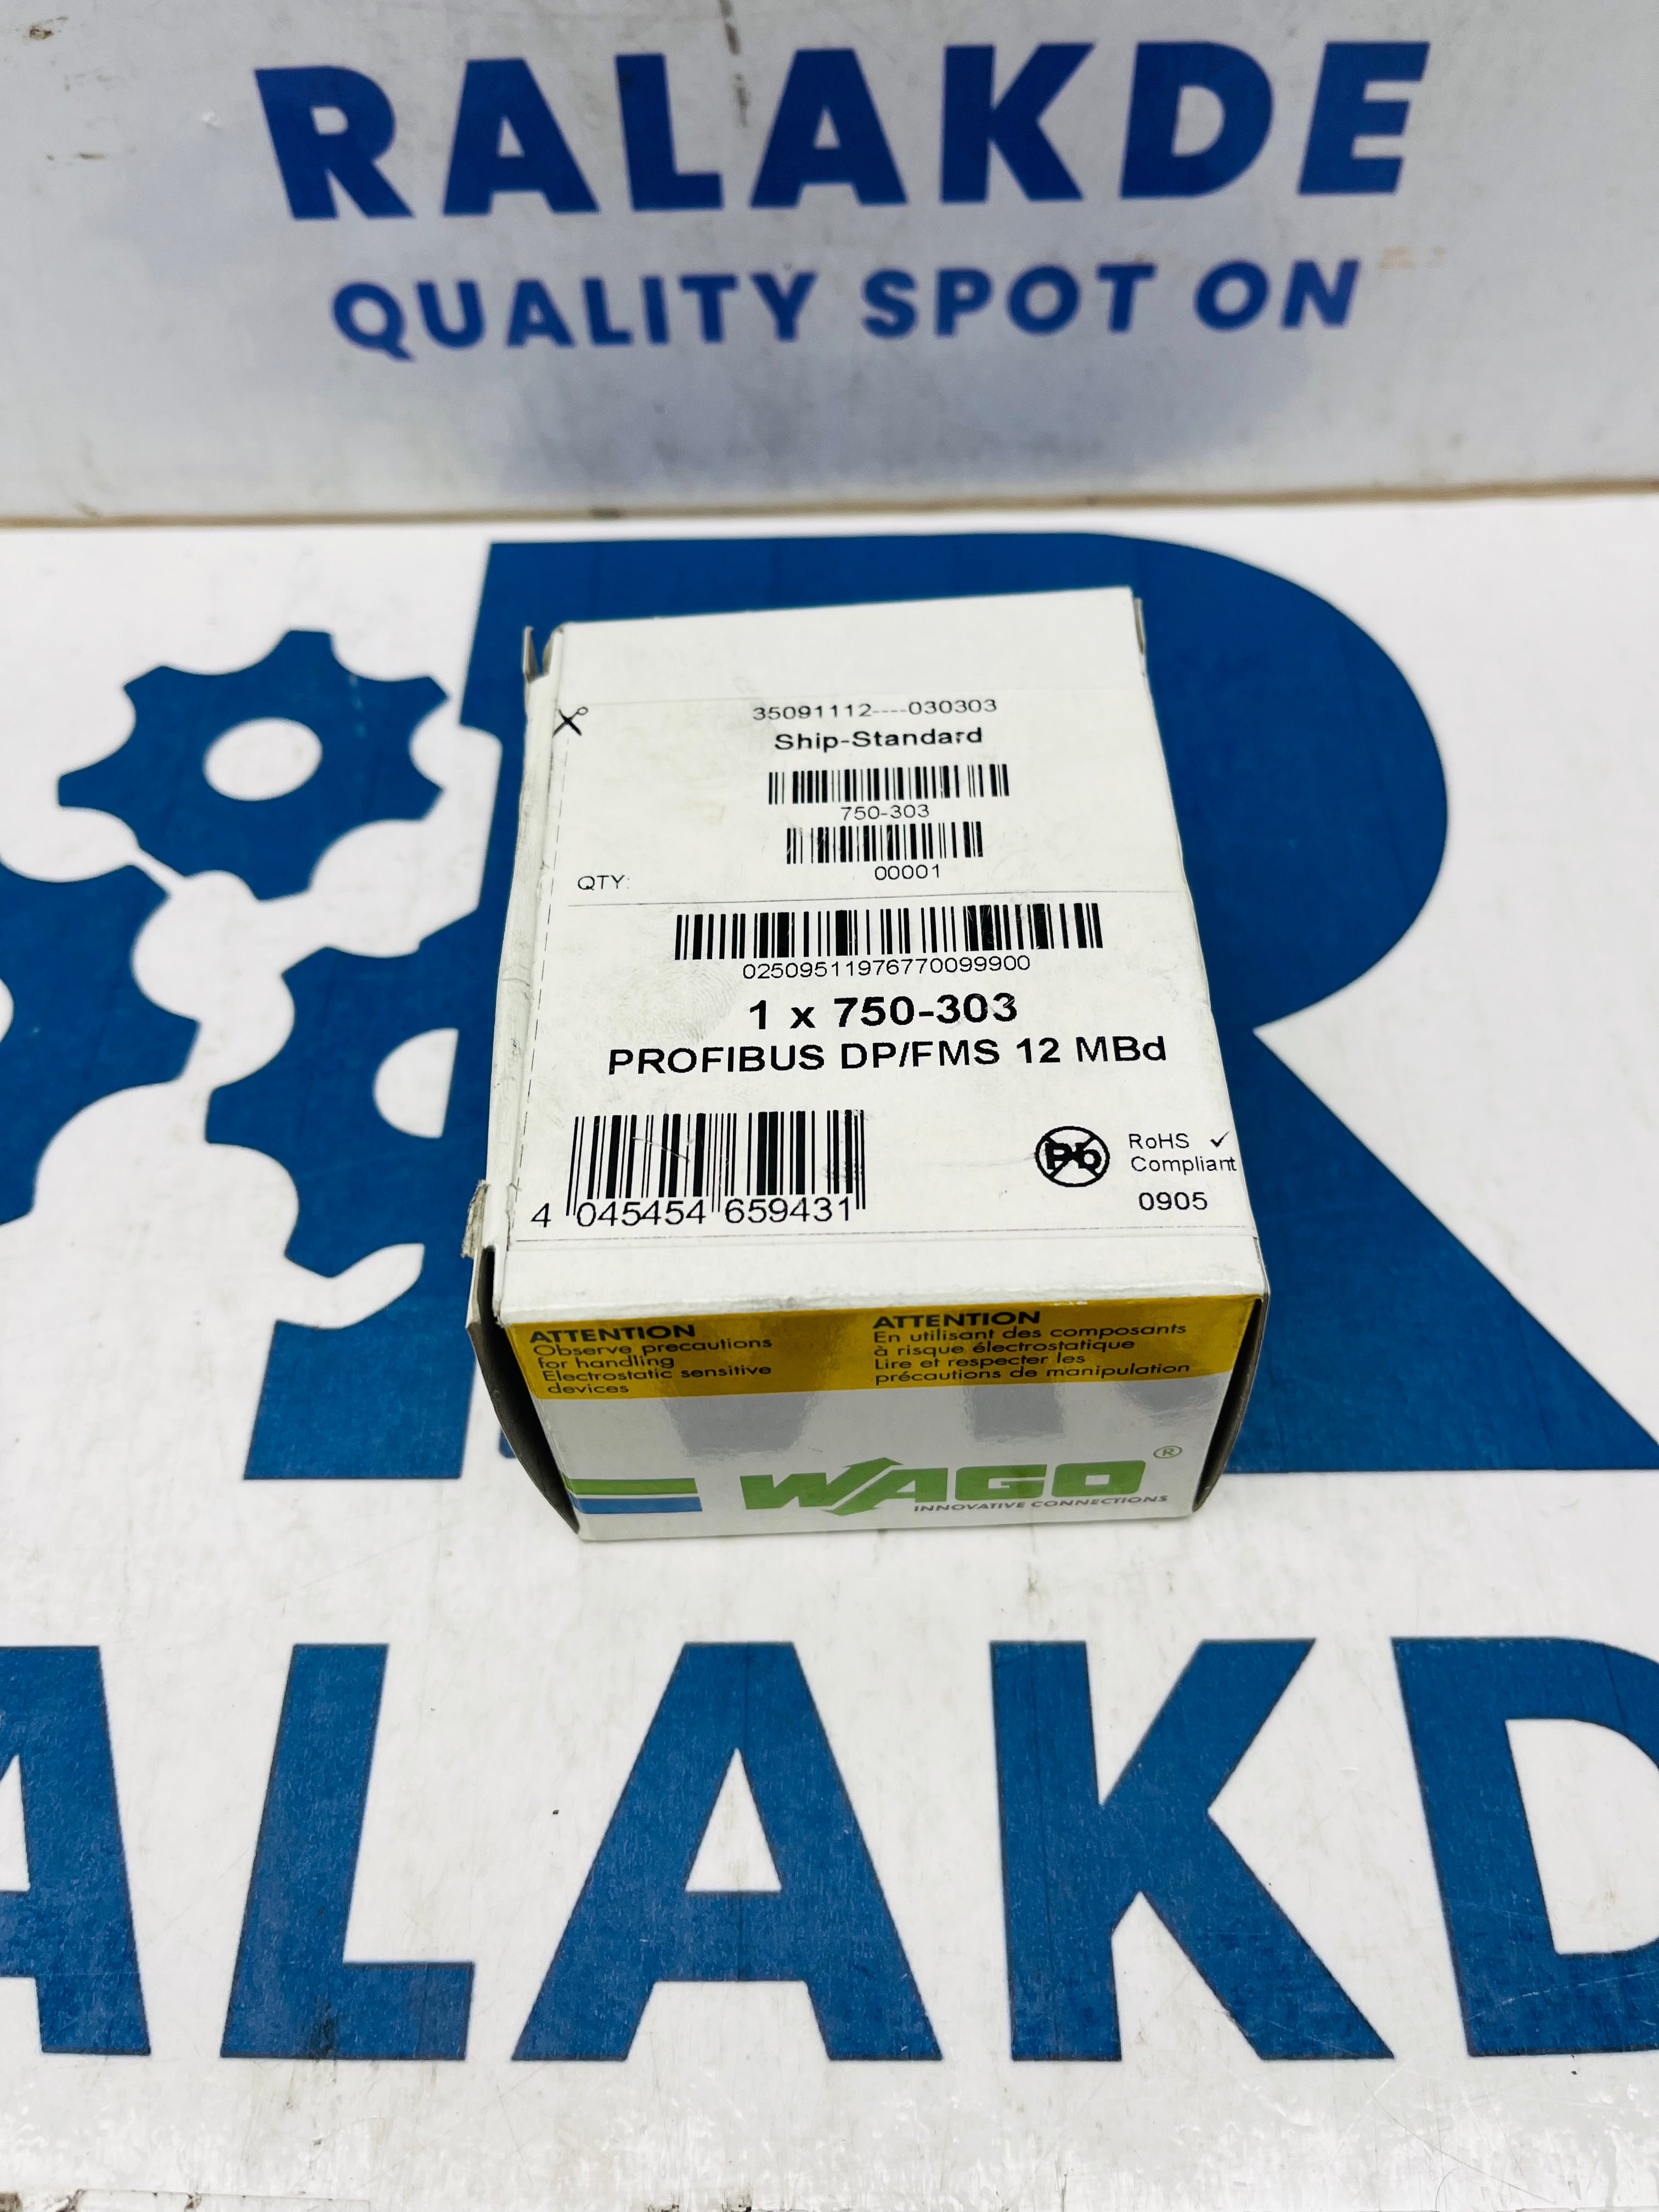 RALAKDE
QUALITY SPOT ON
35091112----030303
Ship-Standard
750-303
QTY:
00001
02509511976770099900
1 x 750-303
PROFIBUS DP/FMS 12 MBd
4 045454 659431
Pb
RoHS ✓
Compliant
0905
ATTENTION
Observe precautions
for handling
Electrostatic sensitive
devices
ATTENTION
En utilisant des composants
à risque électrostatique
Lire et respecter les
précautions de manipulation
WAGO®
INNOVATIVE CONNECTIONS
R
ALAKD